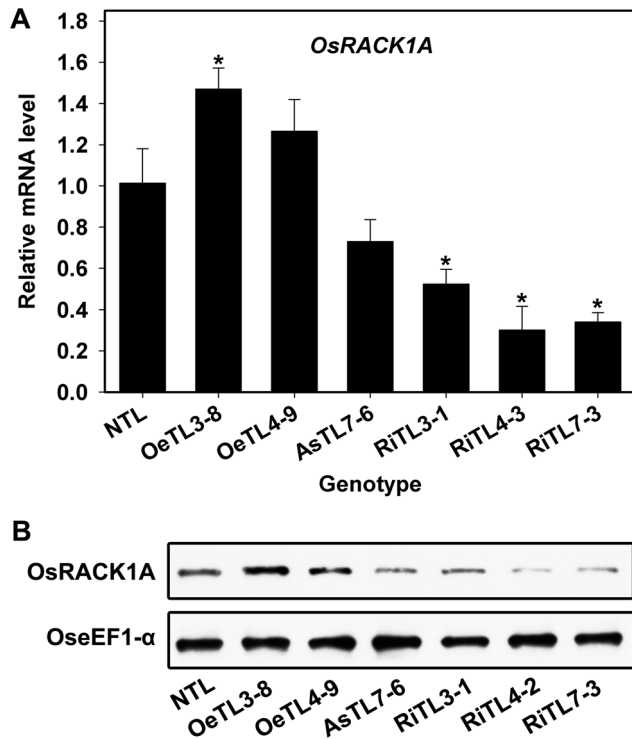 A
OsRACK1A
Relative mRNA level
1.8
1.6
1.4
1.2
1.0
0.8
0.6
0.4
0.2
0.0
*
*
*
*
NTL
OeTL3-8
OeTL4-9
AsTL7-6
RiTL3-1
RiTL4-3
RiTL7-3
Genotype
B
OsRACK1A
OseEF1-α
NTL
OeTL3-8
OeTL4-9
AsTL7-6
RiTL3-1
RiTL4-2
RiTL7-3